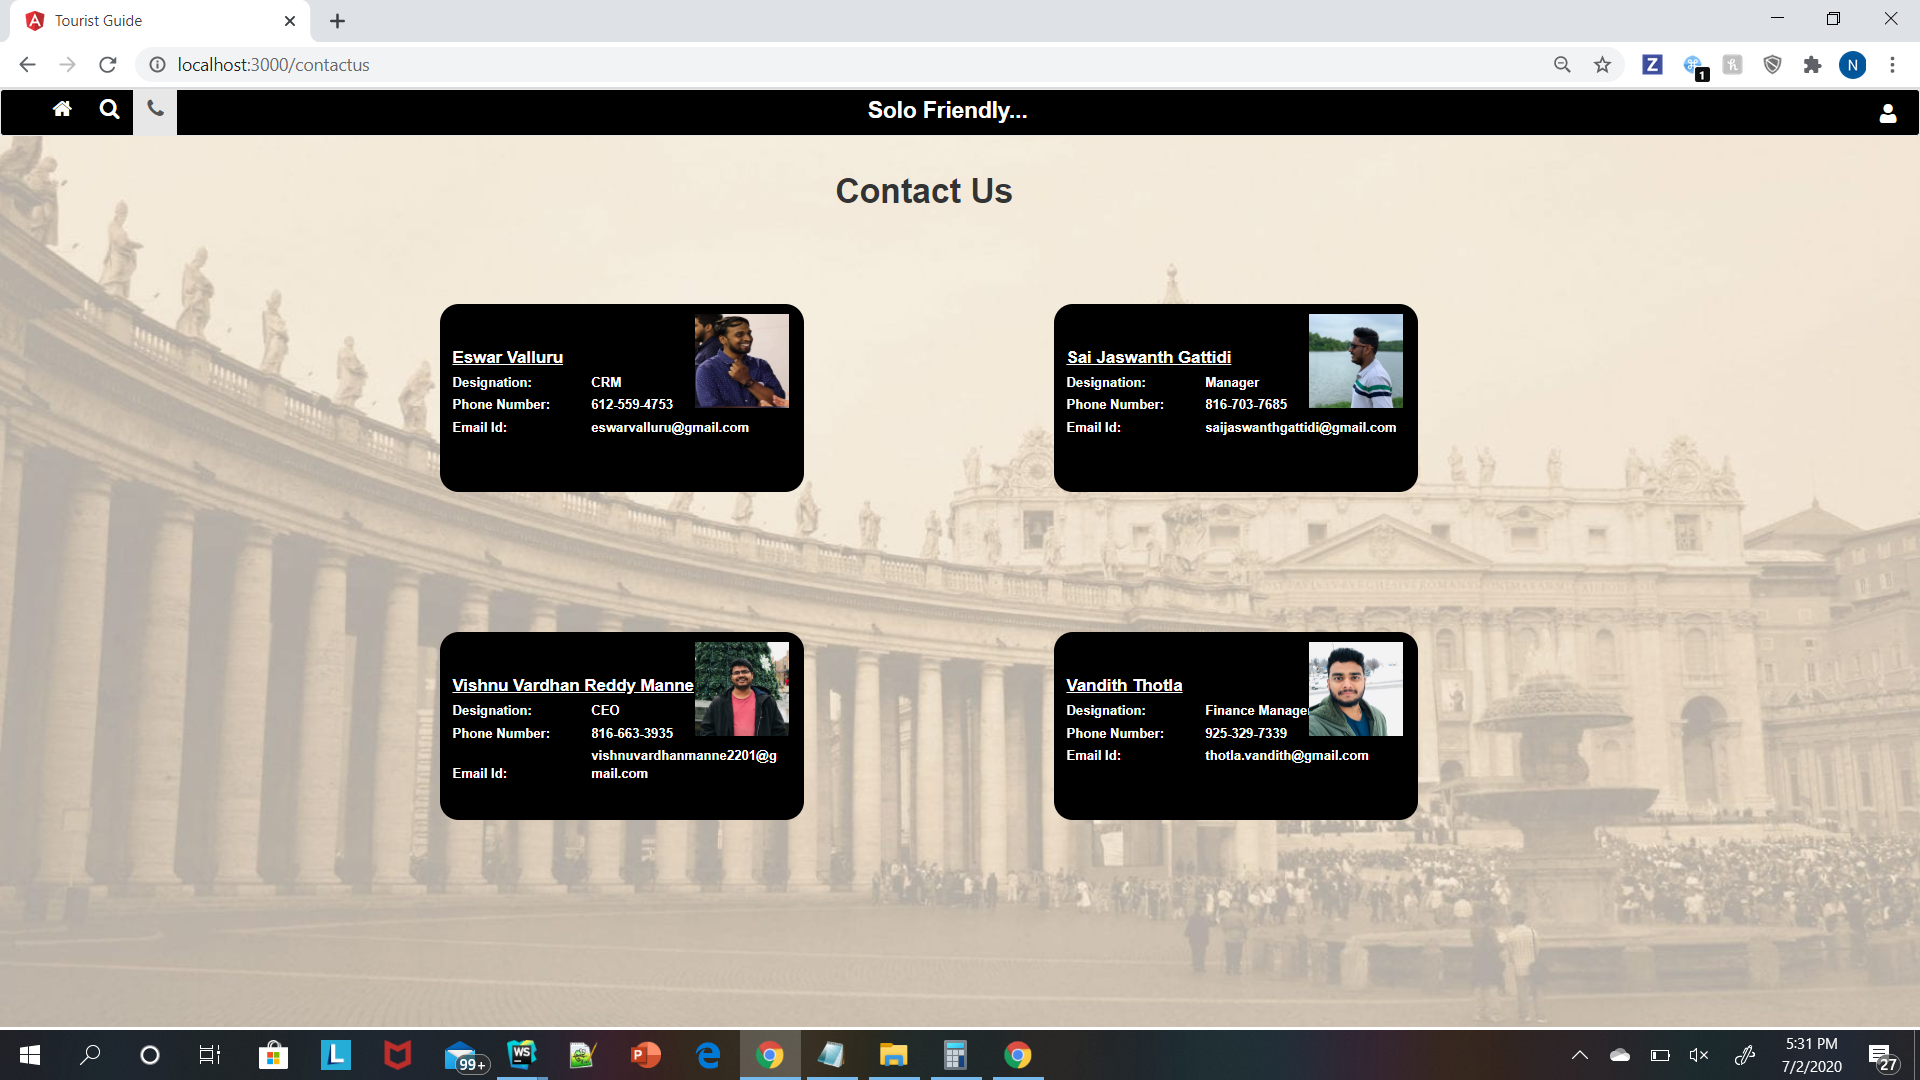 Tourist Guide
localhost:3000/contactus
N
1
Solo Friendly...
Contact Us
Eswar Valluru
Designation: CRM
Phone Number: 612-559-4753
Email Id: eswarvalluru@gmail.com
Sai Jaswanth Gattidi
Designation: Manager
Phone Number: 816-703-7685
Email Id: saijaswanthgattidi@gmail.com
Vishnu Vardhan Reddy Manne
Designation: CEO
Phone Number: 816-663-3935
vishnuvardhanmanne2201@g
Email Id: mail.com
Vandith Thotla
Designation: Finance Manage
Phone Number: 925-329-7339
Email Id: thotla.vandith@gmail.com
99+
5:31 PM
7/2/2020
27